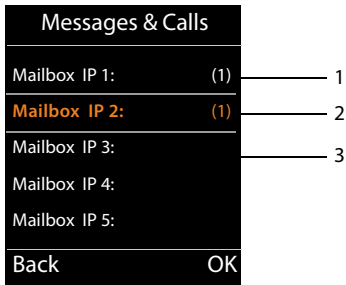 Messages & Calls
Mailbox IP 1: (1) 1
Mailbox IP 2: (1) 2
Mailbox IP 3: 3
Mailbox IP 4:
Mailbox IP 5:
Back OK